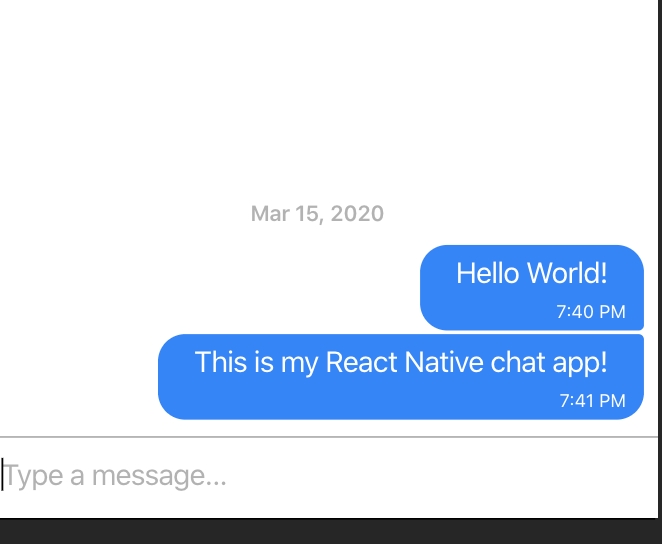 Mar 15, 2020
Hello World!
7:40 PM
This is my React Native chat app!
7:41 PM
Type a message...